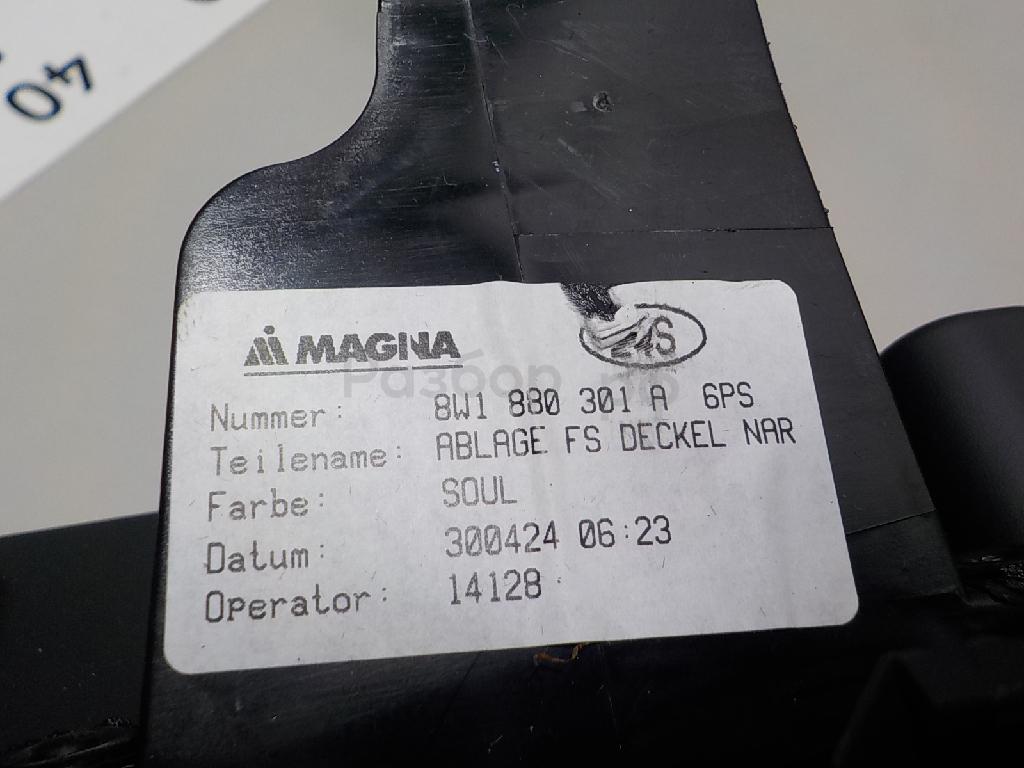 40
MAGNA
Nummer: 8W1 880 301 A 6PS
Teilename: ABLAGE FS DECKEL NAR
Farbe: SOUL
Datum: 300424 06:23
Operator: 14128